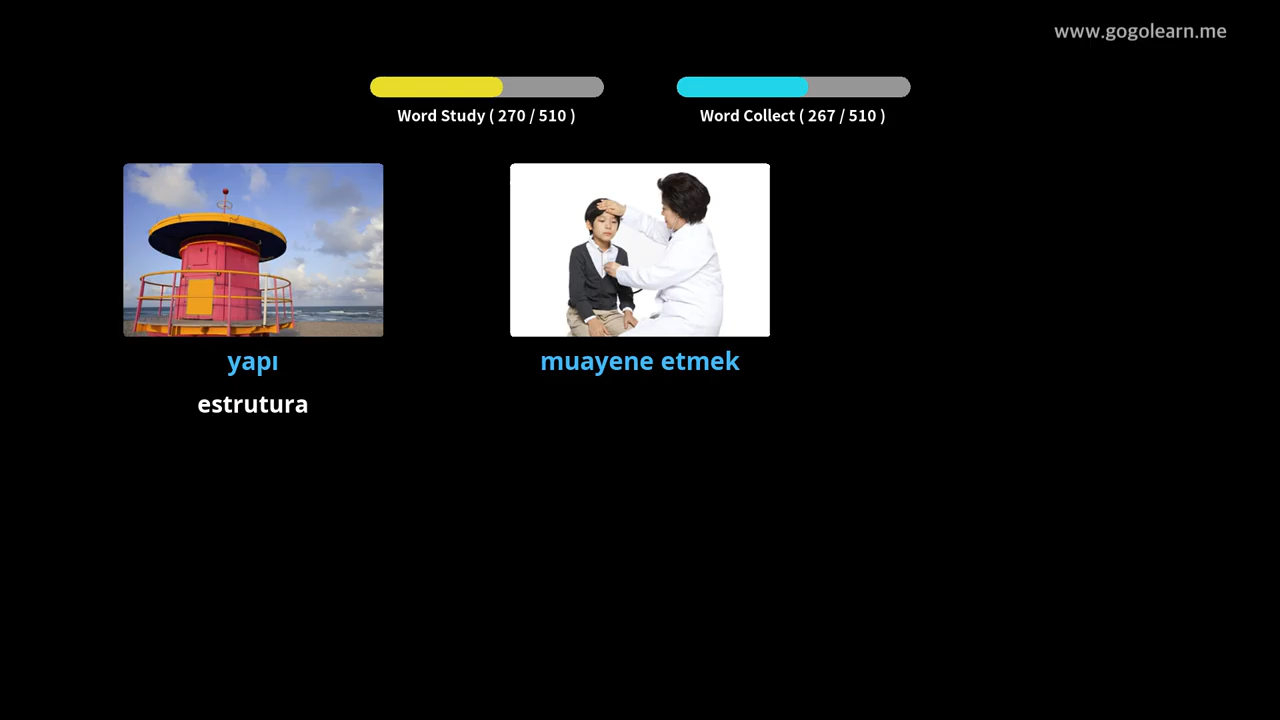 www.gogolearn.me
Word Study ( 270 / 510 )
Word Collect ( 267 / 510 )
yapı
muayene etmek
estrutura